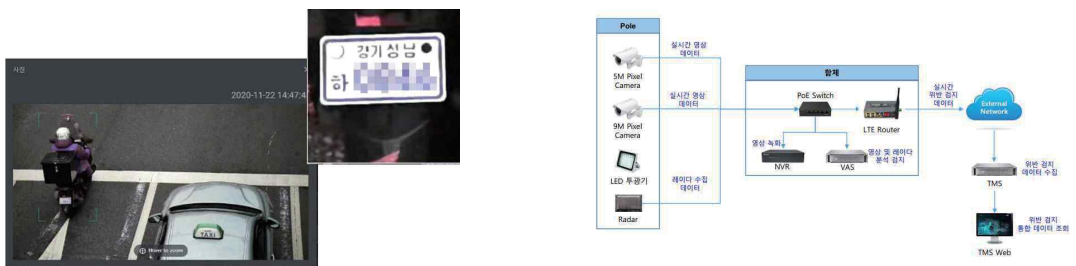 사진
2020-11-22 14:47:4
TAXI
Hover to zoom
경기 성남
하
Pole
실시간 영상
데이터
5M Pixel
Camera
실시간 영상
데이터
9M Pixel
Camera
LED 투광기
레이다 수집
데이터
Radar
함체
PoE Switch
LTE Router
영상 녹화
NVR
영상 및 레이다
분석 검지
VAS
실시간
위반 검지
데이터
External
Network
위반 검지
데이터 수집
TMS
위반 검지
통합 데이터 조회
TMS Web